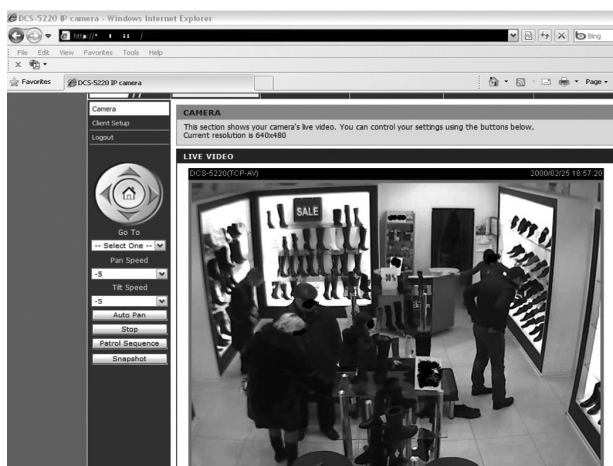 DCS-5220 IP camera - Windows Internet Explorer
http://
Bing
File Edit View Favorites Tools Help
x
Favorites
DCS-5220 IP camera
Page
Camera
Client Setup
Logout
Go To
-- Select One --
Pan Speed
-5
Tilt Speed
-5
Auto Pan
Stop
Patrol Sequence
Snapshot
CAMERA
This section shows your camera's live video. You can control your settings using the buttons below.
Current resolution is 640x480
LIVE VIDEO
DCS-5220(TCP-AV) 2000/02/25 18:57:20
SALE